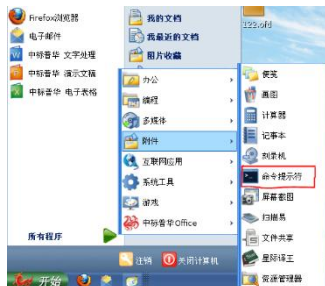 Firefox浏览器
电子邮件
中标普华 文字处理
中标普华 演示文稿
中标普华 电子表格
所有程序
我的文档
我最近的文档
图片收藏
办公
编程
多媒体
附件
互联网应用
系统工具
游戏
中标普华Office
注销
关闭计算机
开始
123.ofd
便笺
画图
计算器
记事本
刻录机
命令提示符
屏幕截图
扫描易
文件共享
星际译王
资源管理器